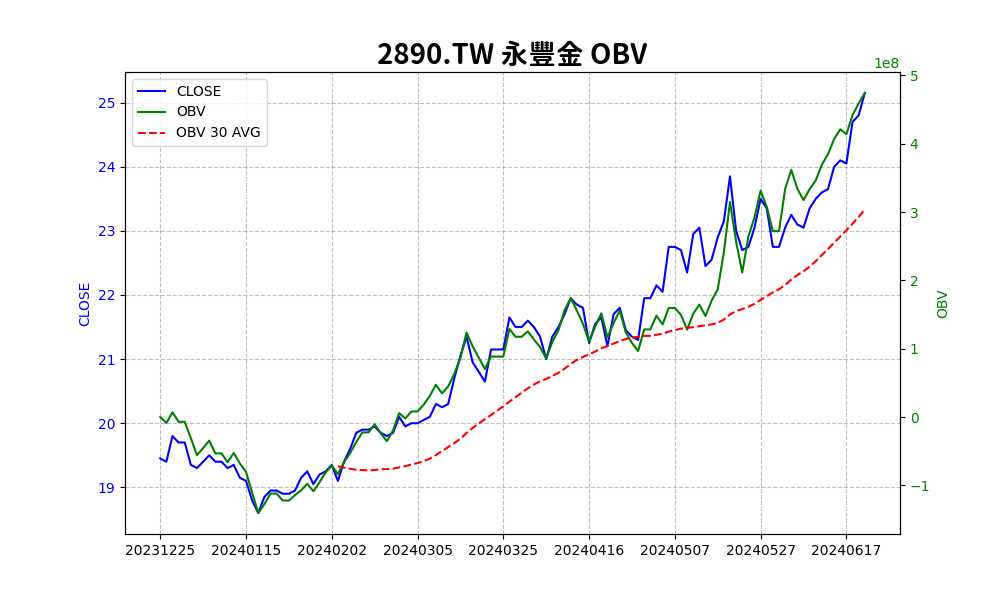 2890.TW 永豐金 OBV
1e8
CLOSE
OBV
OBV 30 AVG
25
24
23
22
21
20
19
CLOSE
5
4
3
2
1
0
−1
OBV
20231225 20240115 20240202 20240305 20240325 20240416 20240507 20240527 20240617